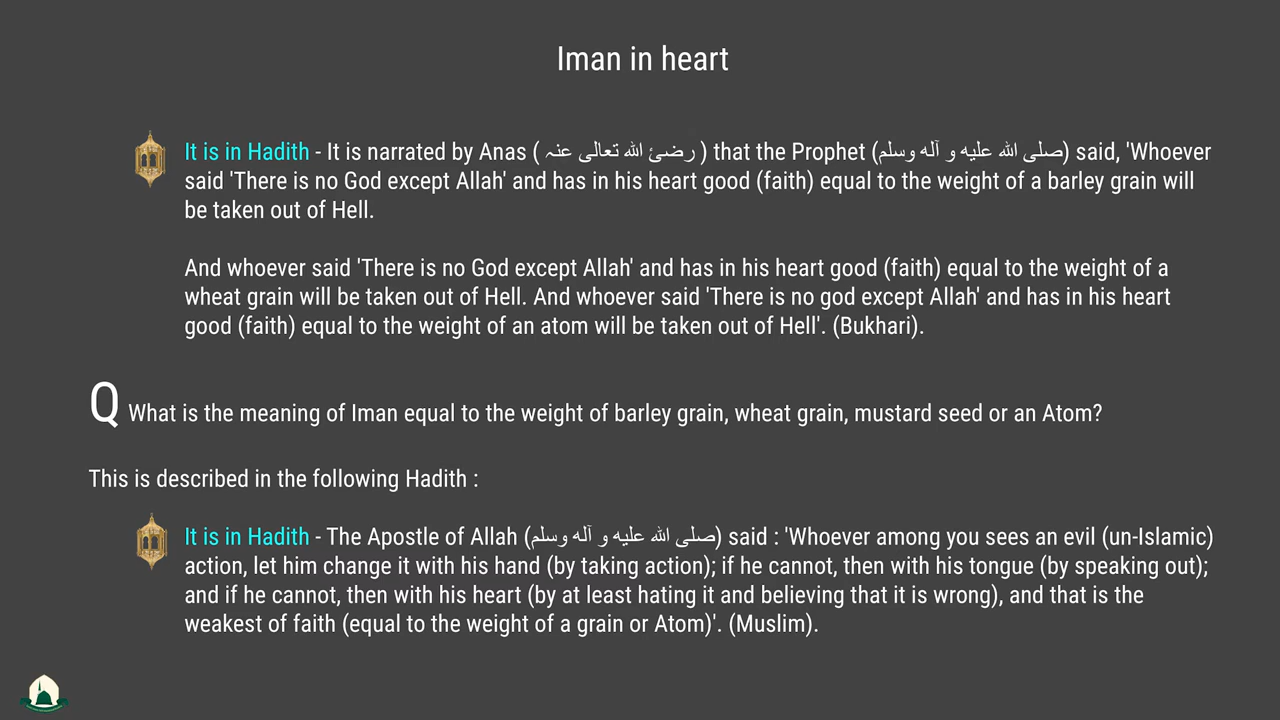 Iman in heart
It is in Hadith - It is narrated by Anas ( رضئ الله تعالى عنہ ) that the Prophet (صلى الله عليه و آله وسلم) said, 'Whoever
said 'There is no God except Allah' and has in his heart good (faith) equal to the weight of a barley grain will
be taken out of Hell.
And whoever said 'There is no God except Allah' and has in his heart good (faith) equal to the weight of a
wheat grain will be taken out of Hell. And whoever said 'There is no god except Allah' and has in his heart
good (faith) equal to the weight of an atom will be taken out of Hell'. (Bukhari).
Q What is the meaning of Iman equal to the weight of barley grain, wheat grain, mustard seed or an Atom?
This is described in the following Hadith :
It is in Hadith - The Apostle of Allah (صلى الله عليه و آله وسلم) said : 'Whoever among you sees an evil (un-Islamic)
action, let him change it with his hand (by taking action); if he cannot, then with his tongue (by speaking out);
and if he cannot, then with his heart (by at least hating it and believing that it is wrong), and that is the
weakest of faith (equal to the weight of a grain or Atom)'. (Muslim).